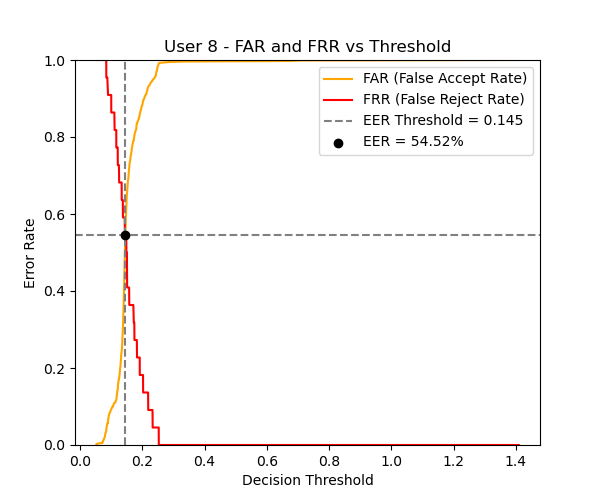 User 8 - FAR and FRR vs Threshold
FAR (False Accept Rate)
FRR (False Reject Rate)
EER Threshold = 0.145
EER = 54.52%
Error Rate
1.0
0.8
0.6
0.4
0.2
0.0
0.0 0.2 0.4 0.6 0.8 1.0 1.2 1.4
Decision Threshold